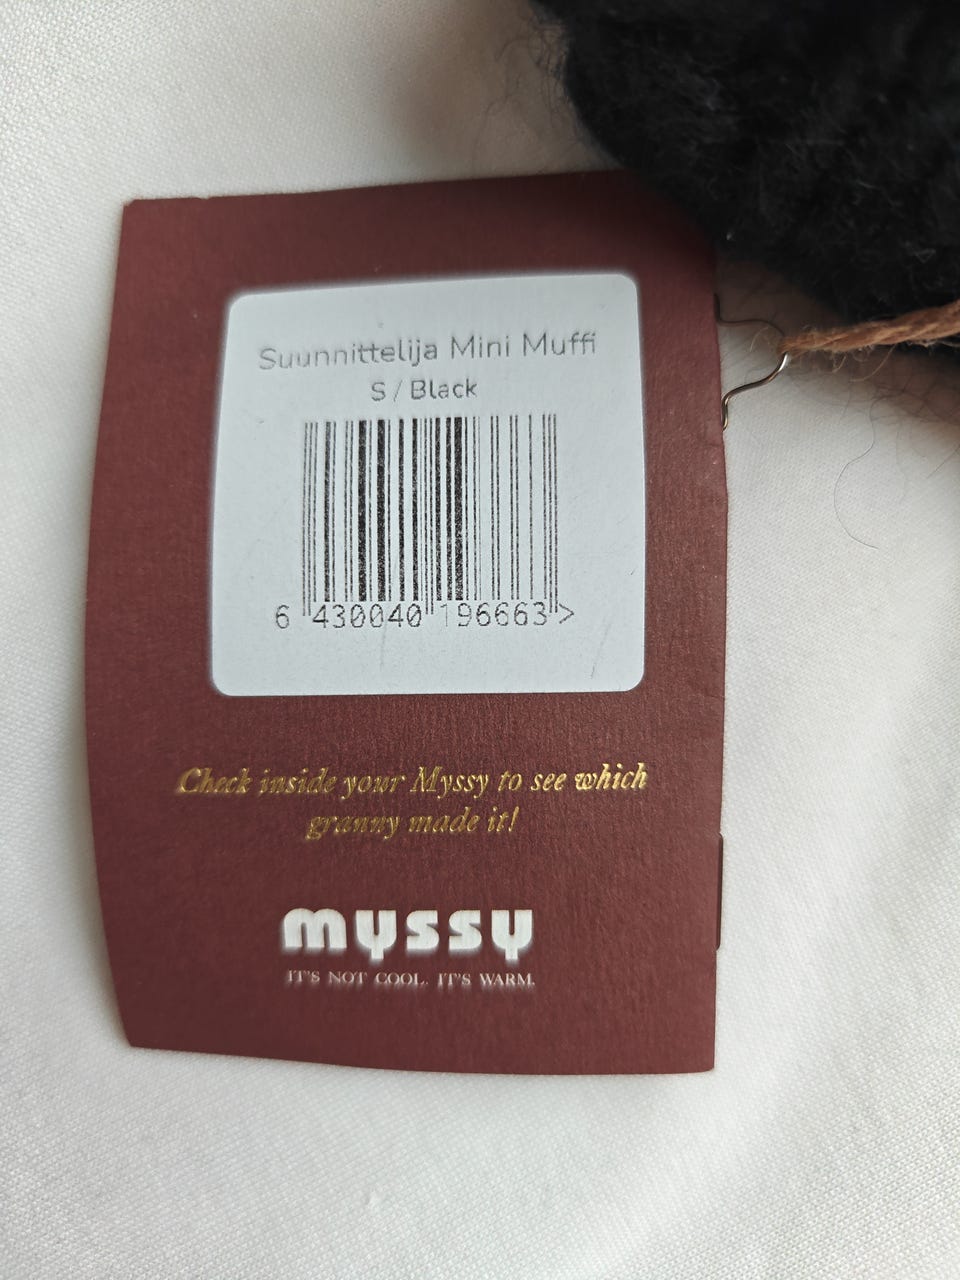 Suunnittelija Mini Muffi
S / Black
6 430040 196663 >
Check inside your Myssy to see which
granny made it!
myssy
IT'S NOT COOL. IT'S WARM.